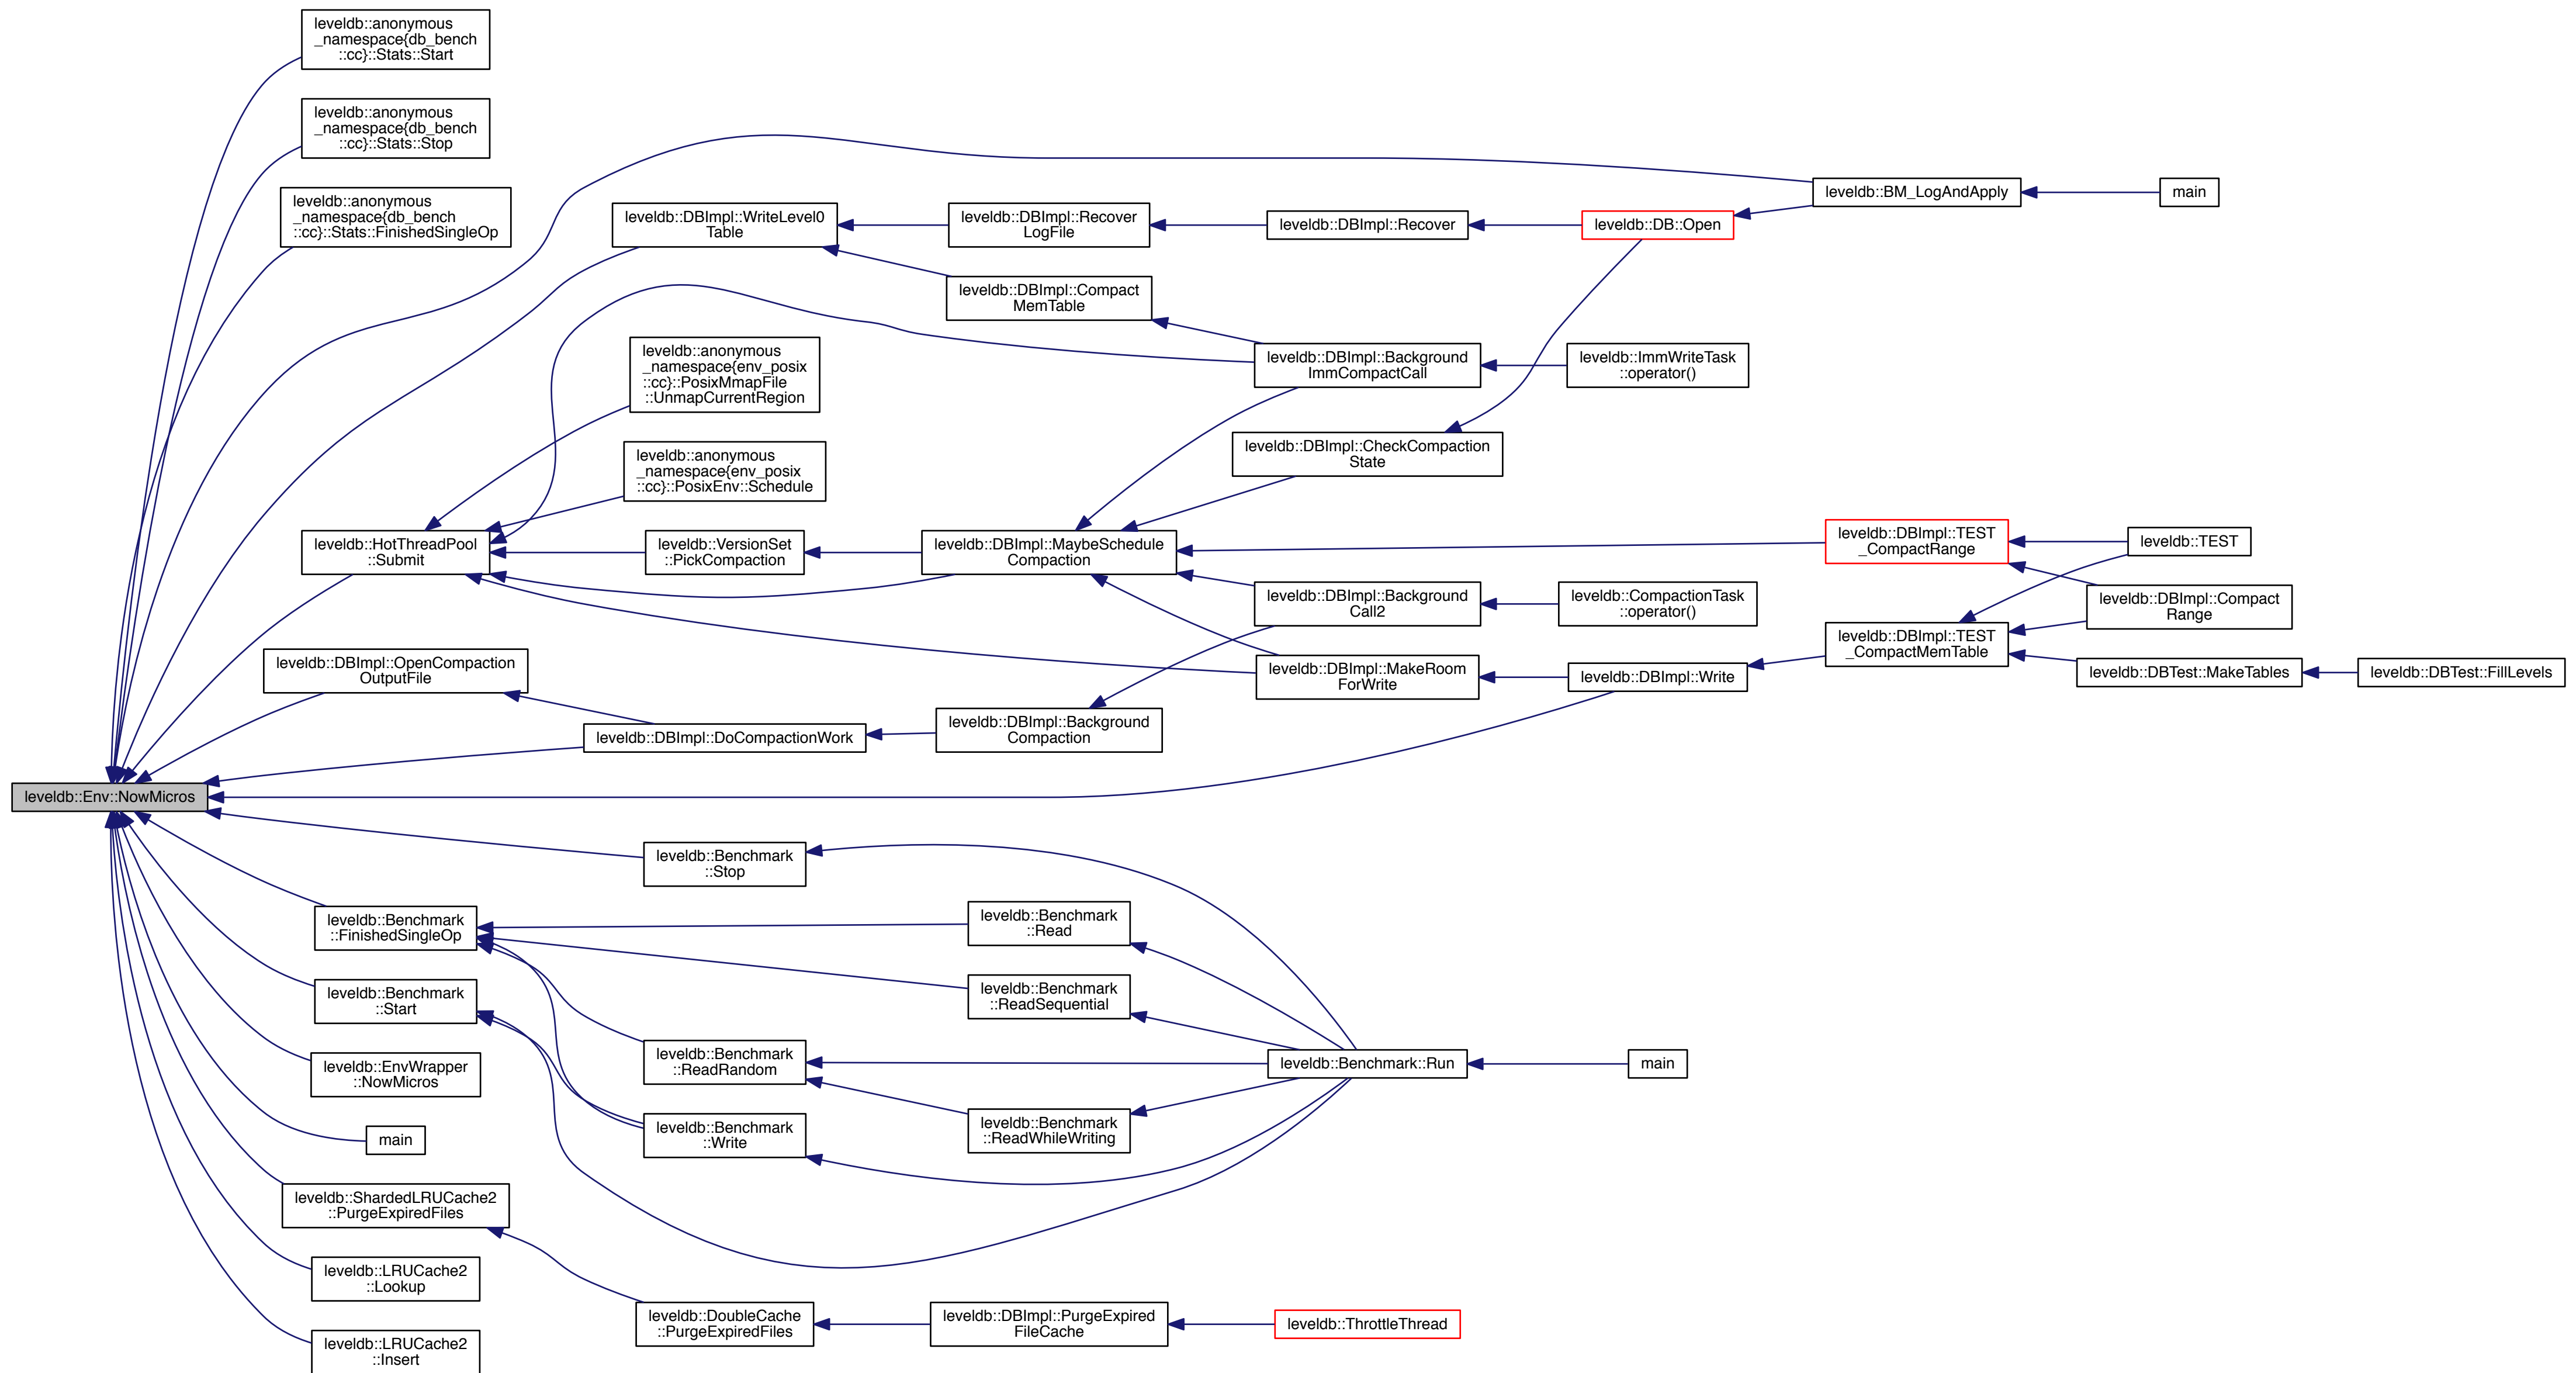 leveldb::anonymous
_namespace{db_bench
::cc}::Stats::Start
leveldb::anonymous
_namespace{db_bench
::cc}::Stats::Stop
leveldb::anonymous
_namespace{db_bench
::cc}::Stats::FinishedSingleOp
leveldb::BM_LogAndApply
main
leveldb::DBImpl::WriteLevel0
Table
leveldb::DBImpl::Recover
LogFile
leveldb::DBImpl::Recover
leveldb::DB::Open
leveldb::DBImpl::Compact
MemTable
leveldb::anonymous
_namespace{env_posix
::cc}::PosixMmapFile
::UnmapCurrentRegion
leveldb::DBImpl::Background
ImmCompactCall
leveldb::ImmWriteTask
::operator()
leveldb::anonymous
_namespace{env_posix
::cc}::PosixEnv::Schedule
leveldb::DBImpl::CheckCompaction
State
leveldb::HotThreadPool
::Submit
leveldb::VersionSet
::PickCompaction
leveldb::DBImpl::MaybeSchedule
Compaction
leveldb::DBImpl::TEST
_CompactRange
leveldb::TEST
leveldb::DBImpl::Background
Call2
leveldb::CompactionTask
::operator()
leveldb::DBImpl::Compact
Range
leveldb::DBImpl::OpenCompaction
OutputFile
leveldb::DBImpl::MakeRoom
ForWrite
leveldb::DBImpl::Write
leveldb::DBImpl::TEST
_CompactMemTable
leveldb::DBTest::MakeTables
leveldb::DBTest::FillLevels
leveldb::DBImpl::DoCompactionWork
leveldb::DBImpl::Background
Compaction
leveldb::Env::NowMicros
leveldb::Benchmark
::Stop
leveldb::Benchmark
::FinishedSingleOp
leveldb::Benchmark
::Read
leveldb::Benchmark
::Start
leveldb::Benchmark
::ReadSequential
leveldb::EnvWrapper
::NowMicros
leveldb::Benchmark
::ReadRandom
leveldb::Benchmark::Run
main
main
leveldb::Benchmark
::Write
leveldb::Benchmark
::ReadWhileWriting
leveldb::ShardedLRUCache2
::PurgeExpiredFiles
leveldb::LRUCache2
::Lookup
leveldb::DoubleCache
::PurgeExpiredFiles
leveldb::DBImpl::PurgeExpired
FileCache
leveldb::ThrottleThread
leveldb::LRUCache2
::Insert